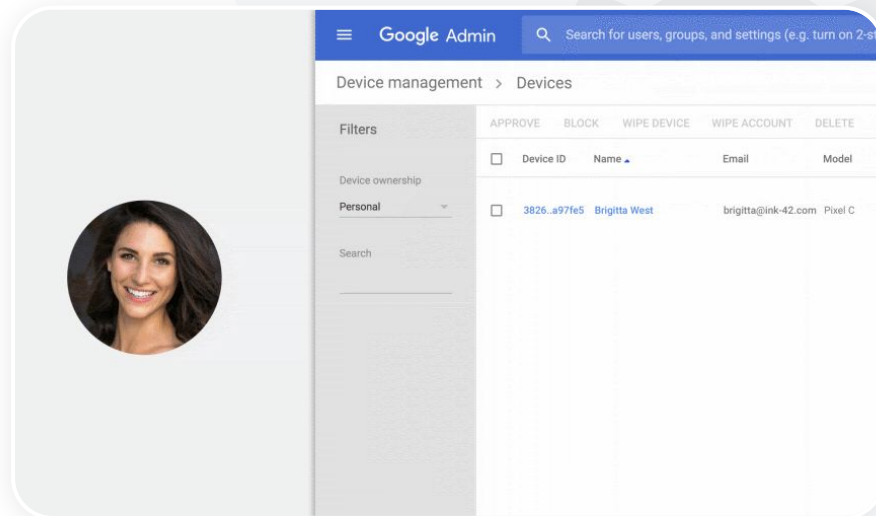 Google Admin
Search for users, groups, and settings (e.g. turn on 2-st
Device management > Devices
Filters
Device ownership
Personal
Search
APPROVE BLOCK WIPE DEVICE WIPE ACCOUNT DELETE
Device ID Name Email Model
3826..a97fe5 Brigitta West brigitta@ink-42.com Pixel C